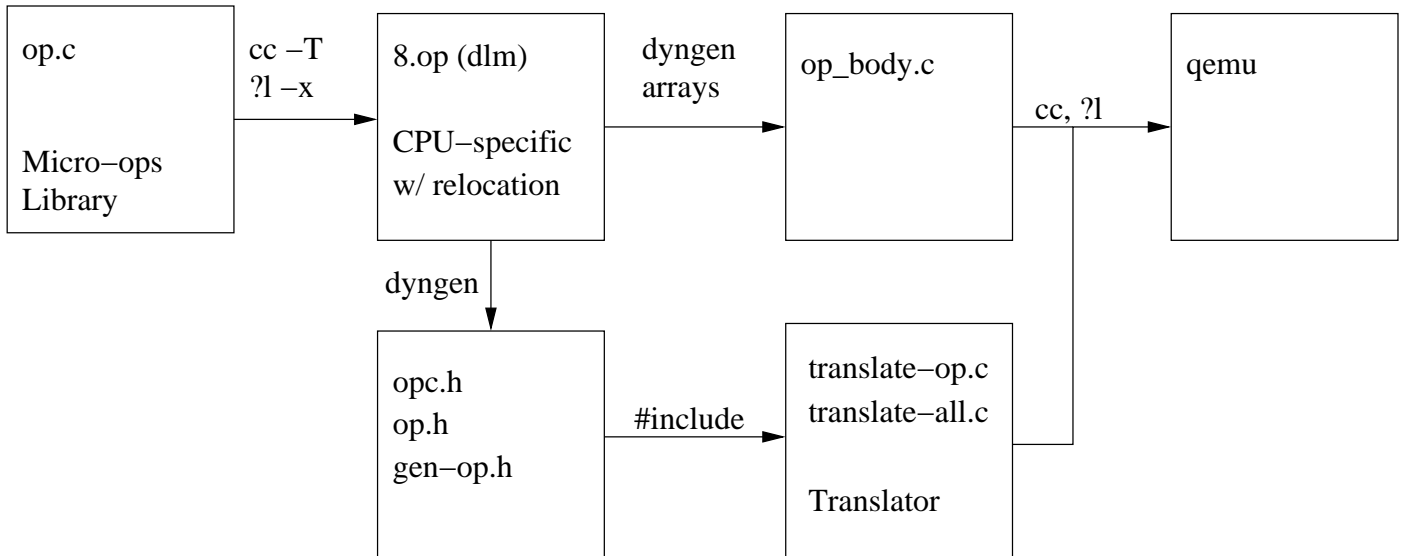 op.c
Micro−ops
Library
cc −T
?l −x
8.op (dlm)
CPU−specific
w/ relocation
dyngen
arrays
op_body.c
cc, ?l
qemu
dyngen
opc.h
op.h
gen−op.h
#include
translate−op.c
translate−all.c
Translator